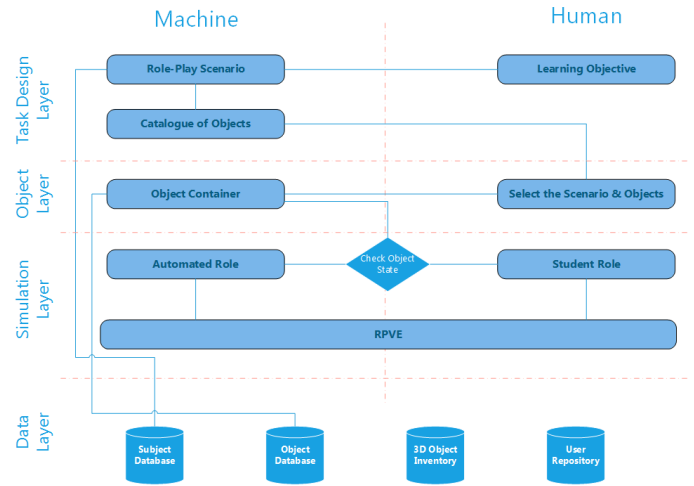 Machine
Human
Task Design
Layer
Role-Play Scenario
Learning Objective
Catalogue of Objects
Object
Layer
Object Container
Select the Scenario & Objects
Simulation
Layer
Automated Role
Check Object
State
Student Role
RPVE
Data
Layer
Subject
Database
Object
Database
3D Object
Inventory
User
Repository